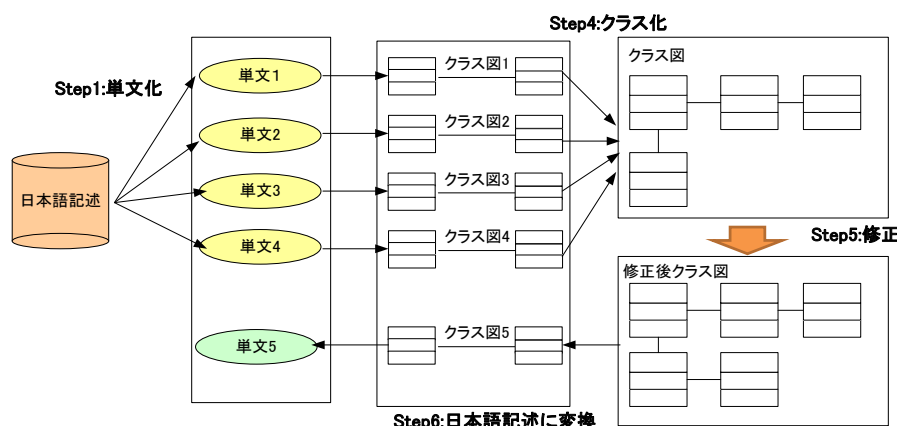 Step4:クラス化
Step1:単文化
日本語記述
単文1
単文2
単文3
単文4
単文5
クラス図1
クラス図2
クラス図3
クラス図4
クラス図5
クラス図
Step5:修正
修正後クラス図
Step6:日本語記述に変換